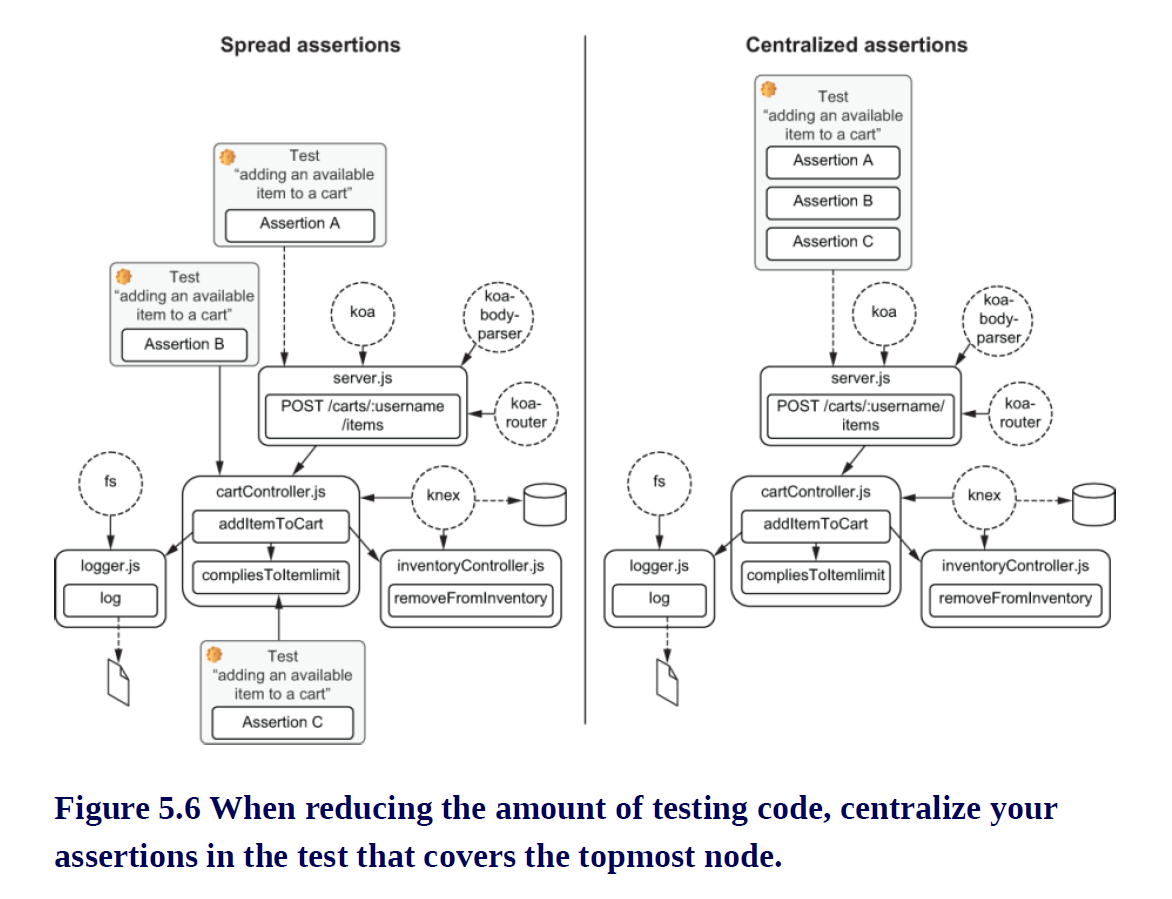 Spread assertions
Test
“adding an available
item to a cart”
Assertion A
Test
“adding an available
item to a cart”
Assertion B
koa
koa-
body-
parser
server.js
POST /carts/:username
/items
koa-
router
fs
cartController.js
addItemToCart
compliesToItemlimit
knex
logger.js
log
inventoryController.js
removeFromInventory
Test
“adding an available
item to a cart”
Assertion C
Centralized assertions
Test
“adding an available
item to a cart”
Assertion A
Assertion B
Assertion C
koa
koa-
body-
parser
server.js
POST /carts/:username/
items
koa-
router
fs
cartController.js
addItemToCart
compliesToItemlimit
knex
logger.js
log
inventoryController.js
removeFromInventory
Figure 5.6 When reducing the amount of testing code, centralize your
assertions in the test that covers the topmost node.